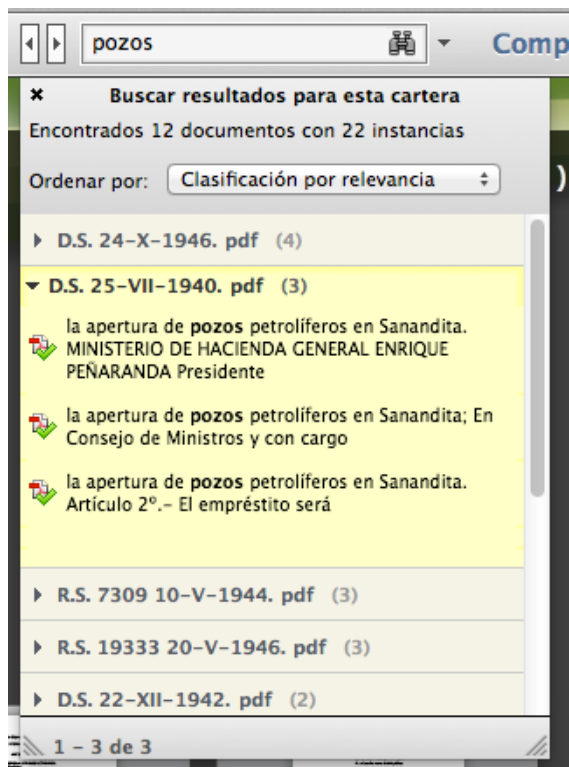 pozos
Comp
Buscar resultados para esta cartera
Encontrados 12 documentos con 22 instancias
Ordenar por: Clasificación por relevancia
)
D.S. 24-X-1946. pdf (4)
D.S. 25-VII-1940. pdf (3)
la apertura de pozos petrolíferos en Sanandita.
MINISTERIO DE HACIENDA GENERAL ENRIQUE
PEÑARANDA Presidente
la apertura de pozos petrolíferos en Sanandita; En
Consejo de Ministros y con cargo
la apertura de pozos petrolíferos en Sanandita.
Artículo 2º.- El empréstito será
R.S. 7309 10-V-1944. pdf (3)
R.S. 19333 20-V-1946. pdf (3)
D.S. 22-XII-1942. pdf (2)
1 - 3 de 3